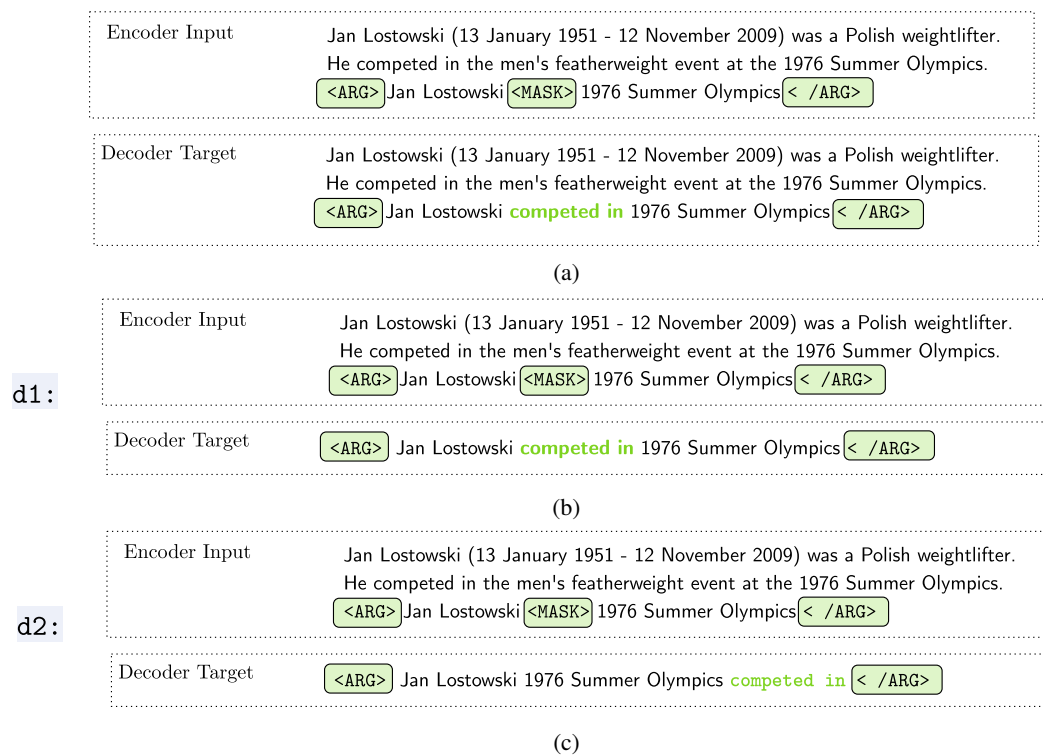 Encoder Input
Jan Lostowski (13 January 1951 - 12 November 2009) was a Polish weightlifter.
He competed in the men's featherweight event at the 1976 Summer Olympics.
<ARG> Jan Lostowski <MASK> 1976 Summer Olympics < /ARG>
Decoder Target
Jan Lostowski (13 January 1951 - 12 November 2009) was a Polish weightlifter.
He competed in the men's featherweight event at the 1976 Summer Olympics.
<ARG> Jan Lostowski competed in 1976 Summer Olympics < /ARG>
(a)
d1:
Encoder Input
Jan Lostowski (13 January 1951 - 12 November 2009) was a Polish weightlifter.
He competed in the men's featherweight event at the 1976 Summer Olympics.
<ARG> Jan Lostowski <MASK> 1976 Summer Olympics < /ARG>
Decoder Target
<ARG> Jan Lostowski competed in 1976 Summer Olympics < /ARG>
(b)
d2:
Encoder Input
Jan Lostowski (13 January 1951 - 12 November 2009) was a Polish weightlifter.
He competed in the men's featherweight event at the 1976 Summer Olympics.
<ARG> Jan Lostowski <MASK> 1976 Summer Olympics < /ARG>
Decoder Target
<ARG> Jan Lostowski 1976 Summer Olympics competed in < /ARG>
(c)